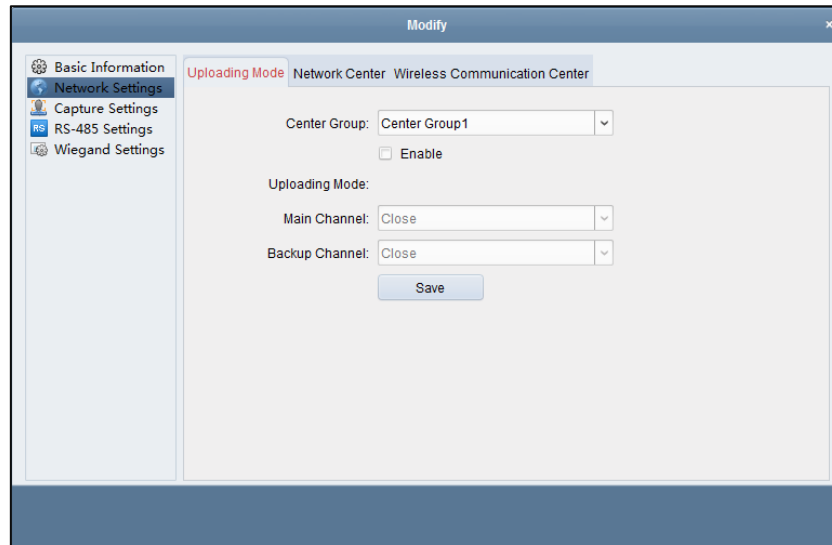 Modify
Basic Information
Network Settings
Capture Settings
RS RS-485 Settings
Wiegand Settings
Uploading Mode Network Center Wireless Communication Center
Center Group: Center Group1
Enable
Uploading Mode:
Main Channel: Close
Backup Channel: Close
Save